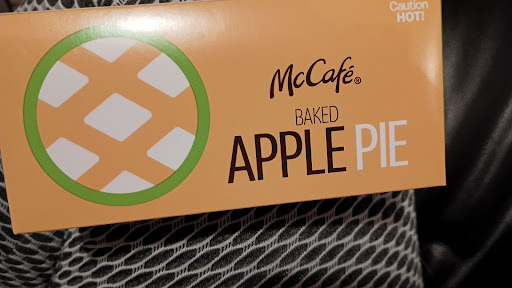 Caution
HOT!
McCafé®
BAKED
APPLE PIE